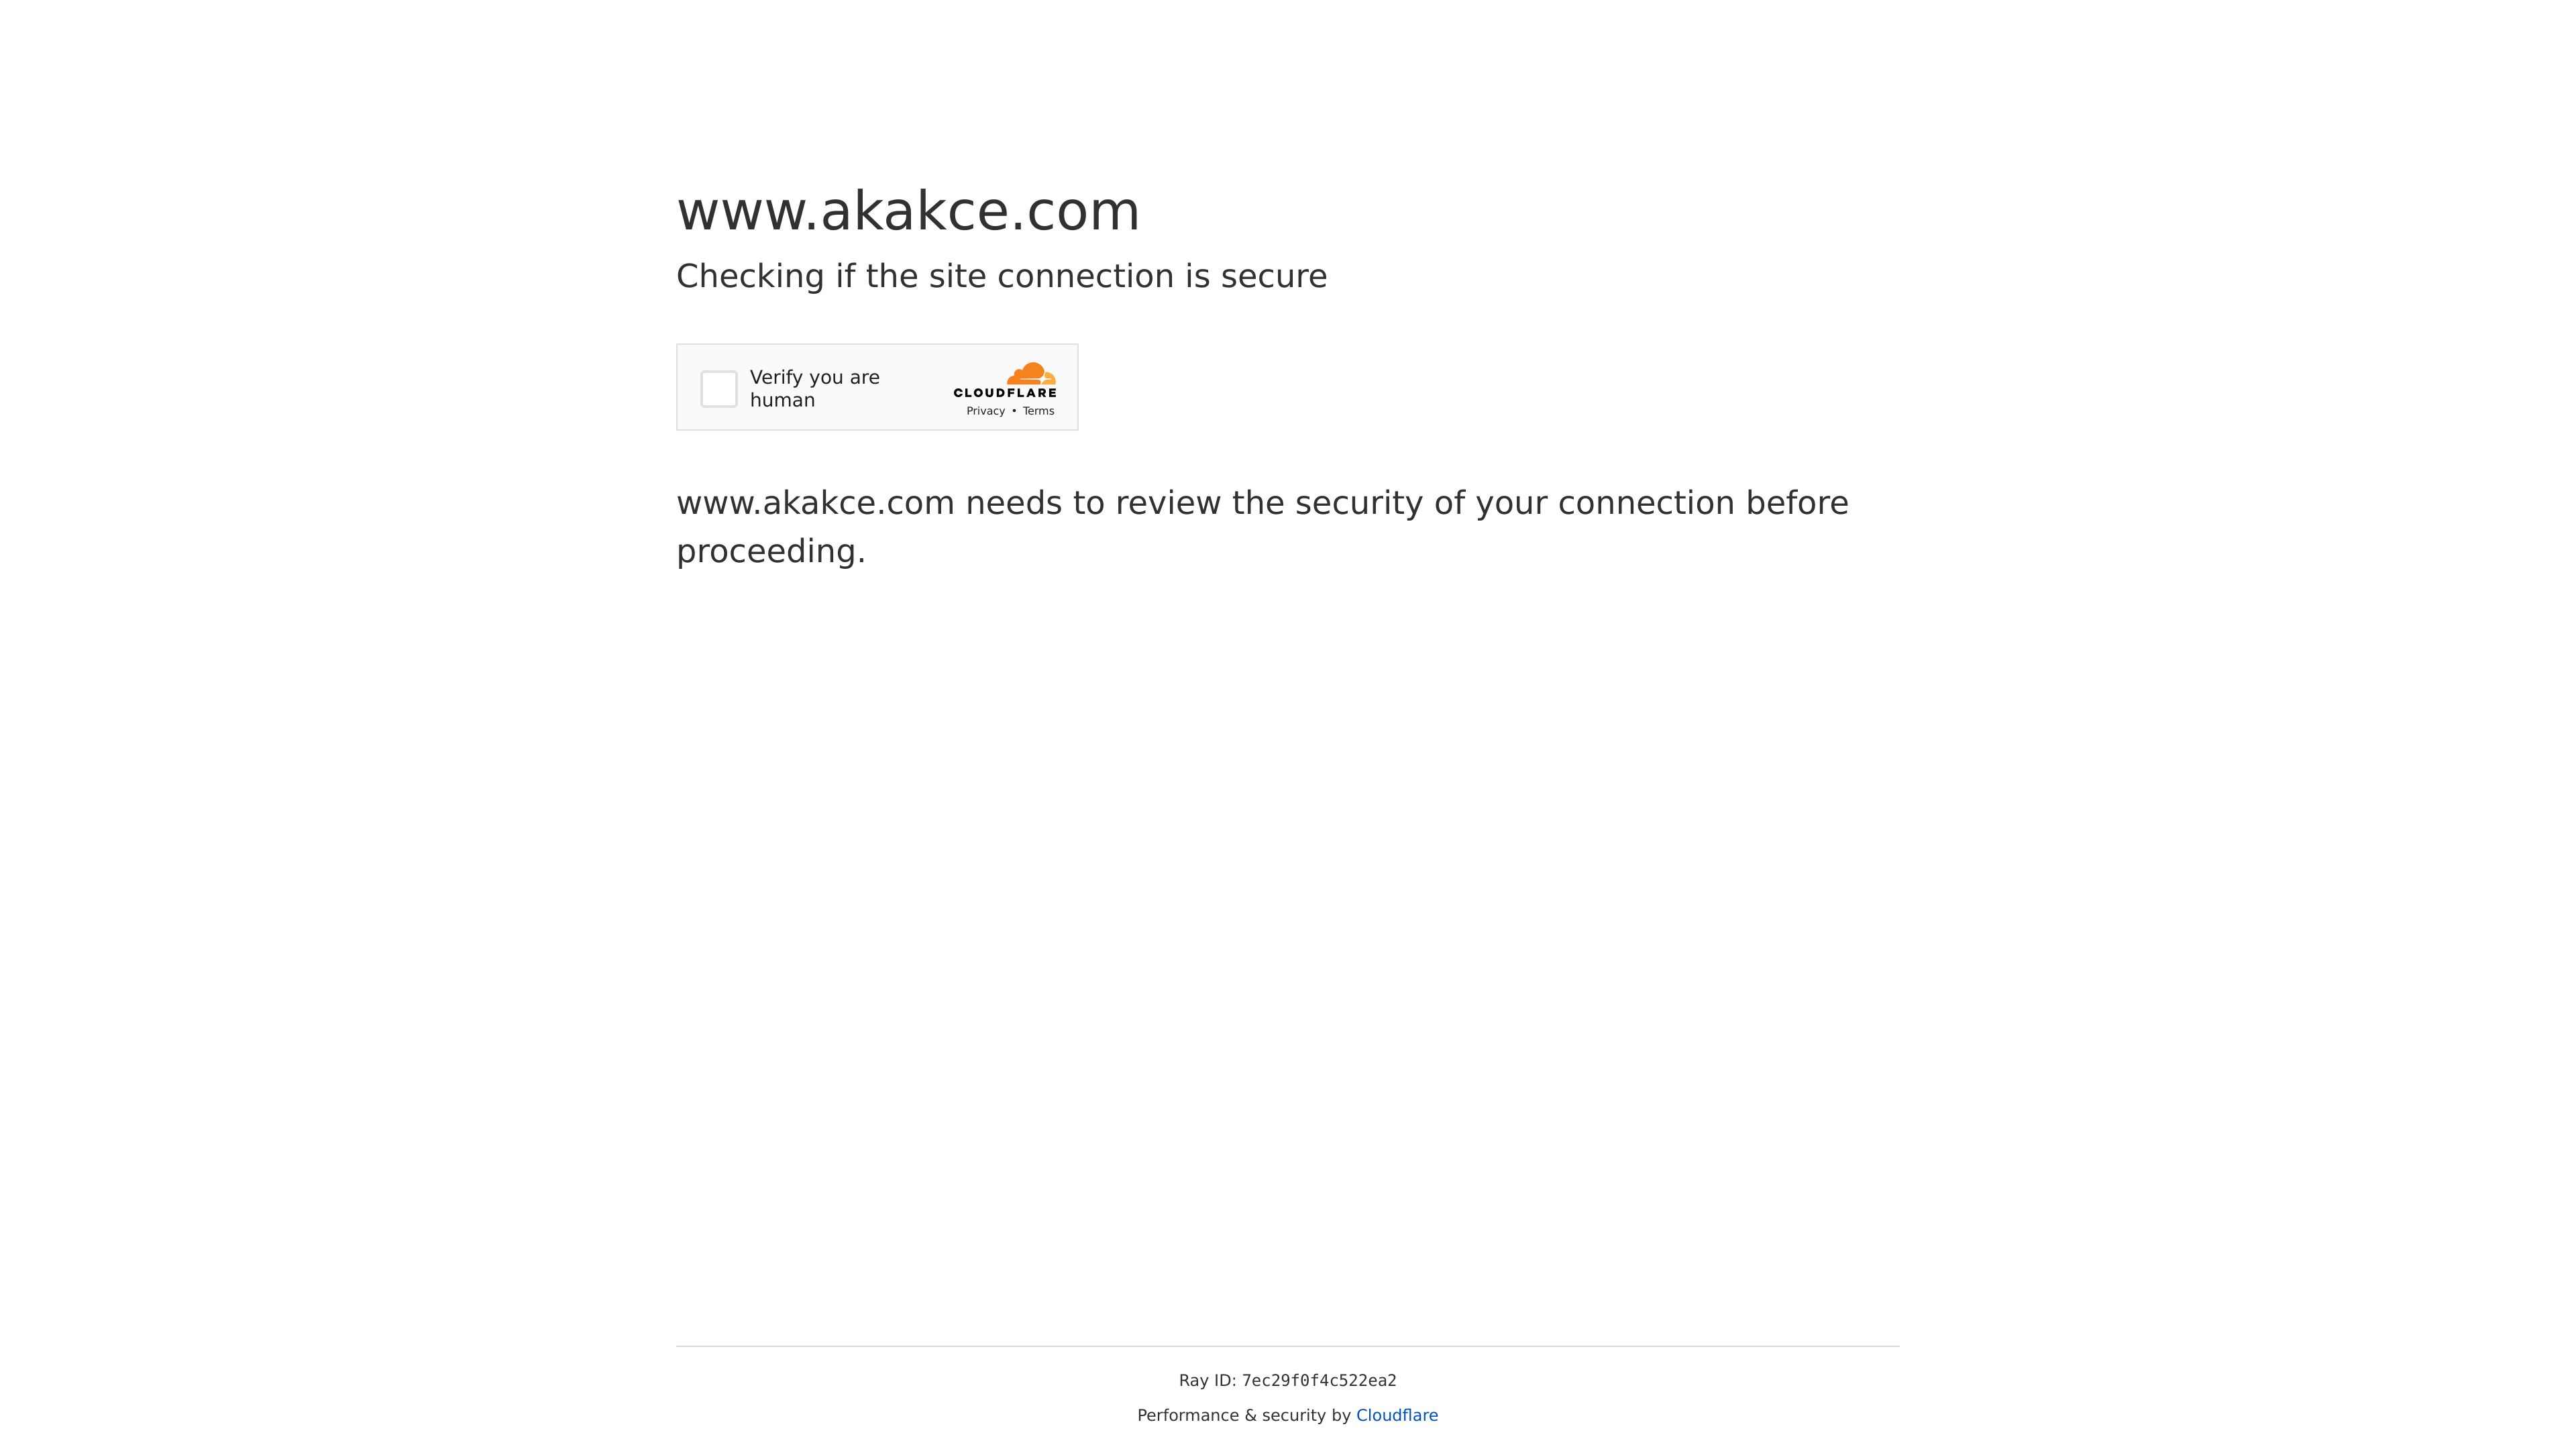 www.akakce.com
Checking if the site connection is secure
Verify you are
human
CLOUDFLARE
Privacy • Terms
www.akakce.com needs to review the security of your connection before
proceeding.
Ray ID: 7ec29f0f4c522ea2
Performance & security by Cloudflare